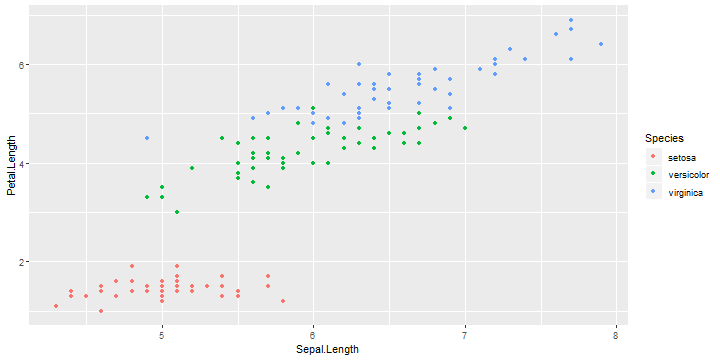 Petal.Length
6
4
2
5
6
7
8
Sepal.Length
Species
setosa
versicolor
virginica